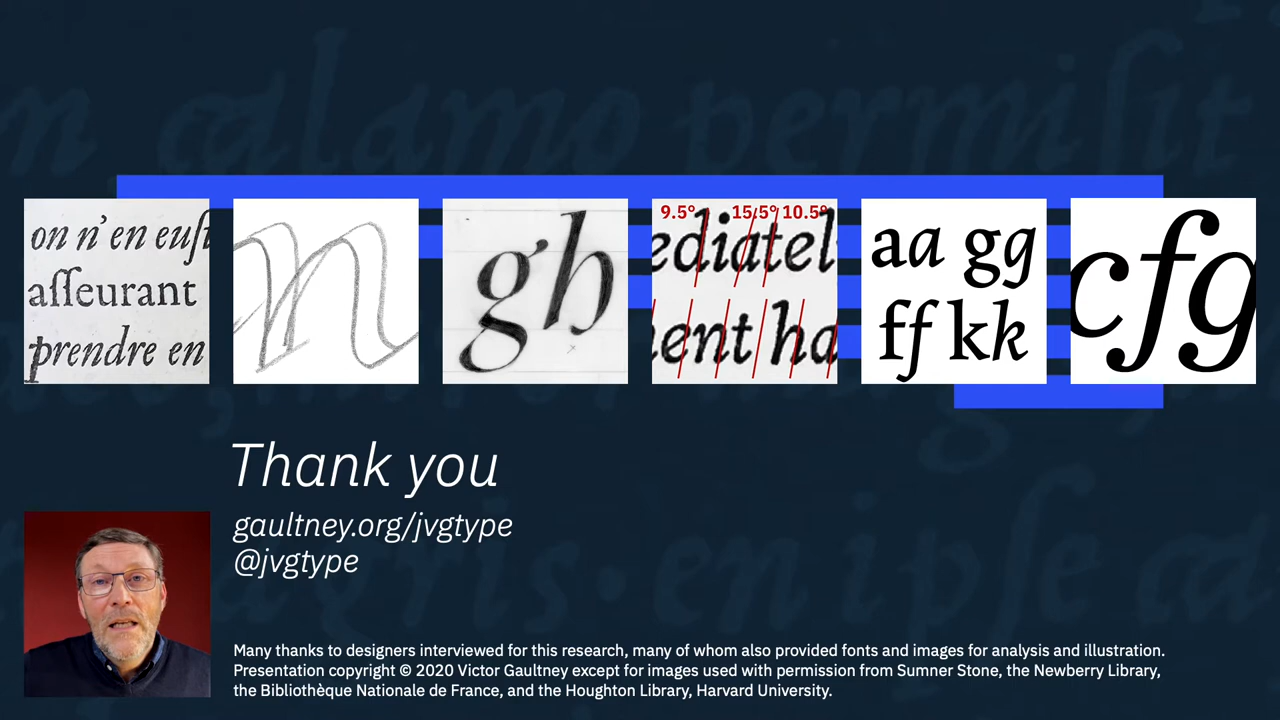 on n’en euſt
aſſeurant
prendre en
n
gh
9.5° 15.5° 10.5°
ediatel
ent ha
aa gg
ff kk
cfg
Thank you
gaultney.org/jvgtype
@jvgtype
Many thanks to designers interviewed for this research, many of whom also provided fonts and images for analysis and illustration.
Presentation copyright © 2020 Victor Gaultney except for images used with permission from Sumner Stone, the Newberry Library,
the Bibliothèque Nationale de France, and the Houghton Library, Harvard University.